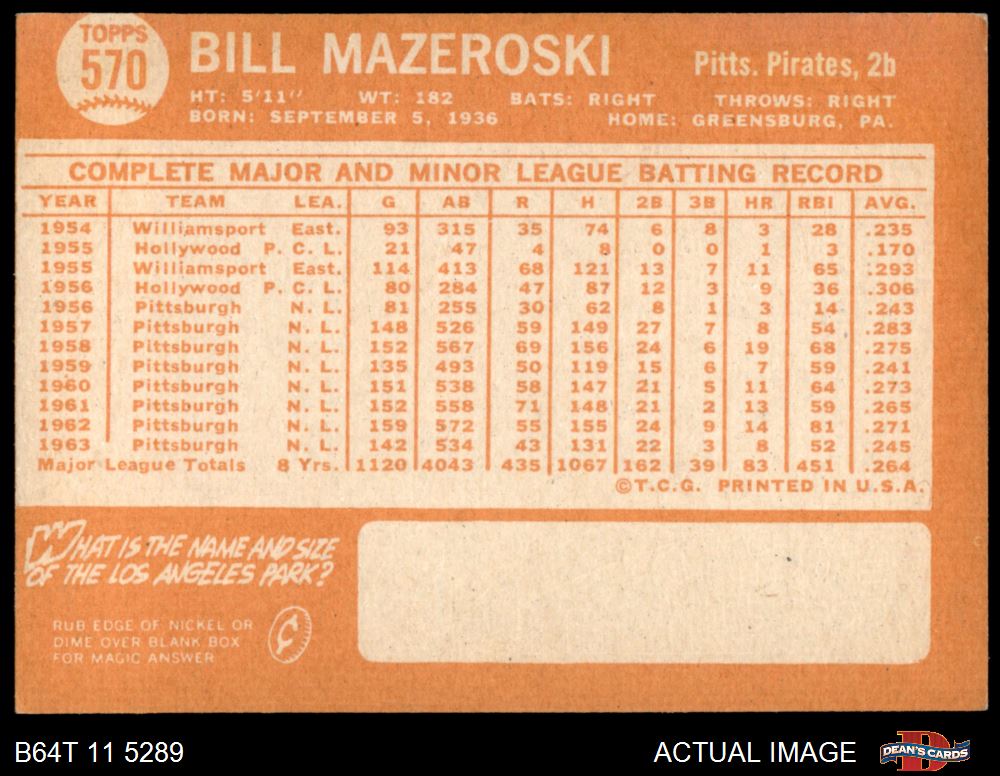 TOPPS
570
BILL MAZEROSKI
Pitts. Pirates, 2b
HT: 5'11" WT: 182 BATS: RIGHT THROWS: RIGHT
BORN: SEPTEMBER 5, 1936 HOME: GREENSBURG, PA.
COMPLETE MAJOR AND MINOR LEAGUE BATTING RECORD
YEAR TEAM LEA. G AB R H 2B 3B HR RBI AVG.
1954 Williamsport East. 93 315 35 74 6 8 3 28 .235
1955 Hollywood P. C. L. 21 47 4 8 0 0 1 3 .170
1955 Williamsport East. 114 413 68 121 13 7 11 65 .293
1956 Hollywood P. C. L. 80 284 47 87 12 3 9 36 .306
1956 Pittsburgh N. L. 81 255 30 62 8 1 3 14 .243
1957 Pittsburgh N. L. 148 526 59 149 27 7 8 54 .283
1958 Pittsburgh N. L. 152 567 69 156 24 6 19 68 .275
1959 Pittsburgh N. L. 135 493 50 119 15 6 7 59 .241
1960 Pittsburgh N. L. 151 538 58 147 21 5 11 64 .273
1961 Pittsburgh N. L. 152 558 71 148 21 2 13 59 .265
1962 Pittsburgh N. L. 159 572 55 155 24 9 14 81 .271
1963 Pittsburgh N. L. 142 534 43 131 22 3 8 52 .245
Major League Totals 8 Yrs. 1120 4043 435 1067 162 39 83 451 .264
©T.C.G. PRINTED IN U.S.A.
WHAT IS THE NAME AND SIZE
OF THE LOS ANGELES PARK?
RUB EDGE OF NICKEL OR
DIME OVER BLANK BOX
FOR MAGIC ANSWER
¢
B64T 11 5289
ACTUAL IMAGE
DEAN'S CARDS